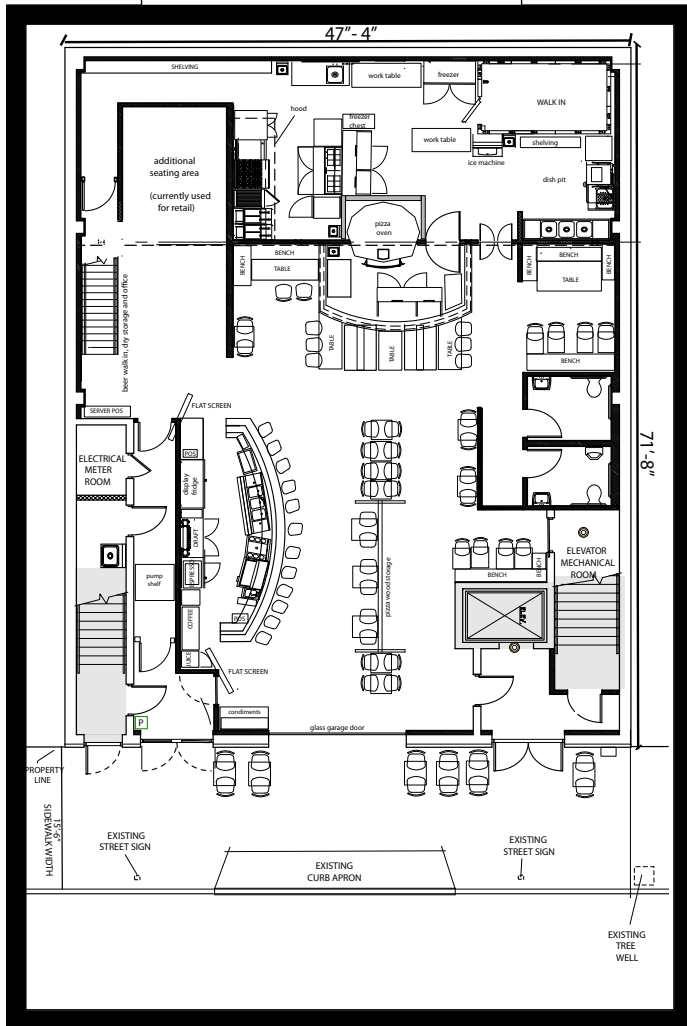 47"- 4"
SHELVING
work table
freezer
WALK IN
hood
freezer
chest
work table
shelving
ice machine
dish pit
additional
seating area
(currently used
for retail)
pizza
oven
BENCH
BENCH
TABLE
BENCH
BENCH
BENCH
TABLE
beer walk in, dry storage and office
TABLE
TABLE
TABLE
BENCH
SERVER POS
FLAT SCREEN
71'-8"
ELECTRICAL
METER
ROOM
POS
display
fridge
DRAFT
ESPRESSO
pump
shelf
COFFEE
POS
JUICE
pizza wood storage
BENCH
BENCH
ELEVATOR
MECHANICAL
ROOM
ELEV.
FLAT SCREEN
condiments
P
glass garage door
PROPERTY
LINE
15'-6"
SIDEWALK WIDTH
EXISTING
STREET SIGN
EXISTING
CURB APRON
EXISTING
STREET SIGN
EXISTING
TREE
WELL